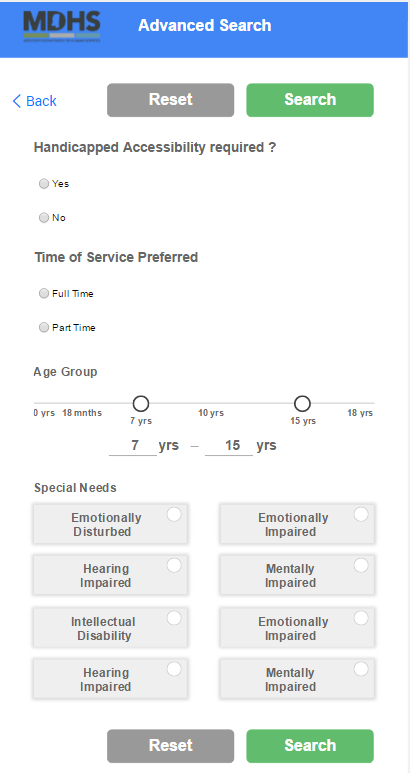 MDHS
Advanced Search
Back
Reset
Search
Handicapped Accessibility required ?
Yes
No
Time of Service Preferred
Full Time
Part Time
Age Group
0 yrs 18 mnths 7 yrs 10 yrs 15 yrs 18 yrs
7 yrs – 15 yrs
Special Needs
Emotionally
Disturbed
Emotionally
Impaired
Hearing
Impaired
Mentally
Impaired
Intellectual
Disability
Emotionally
Impaired
Hearing
Impaired
Mentally
Impaired
Reset
Search